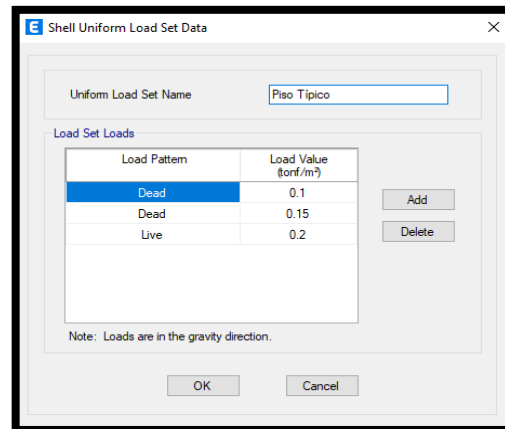 E Shell Uniform Load Set Data
Uniform Load Set Name Piso Típico
Load Set Loads
Load Pattern Load Value (tonf/m²)
Dead 0.1
Dead 0.15
Live 0.2
Add
Delete
Note: Loads are in the gravity direction.
OK Cancel